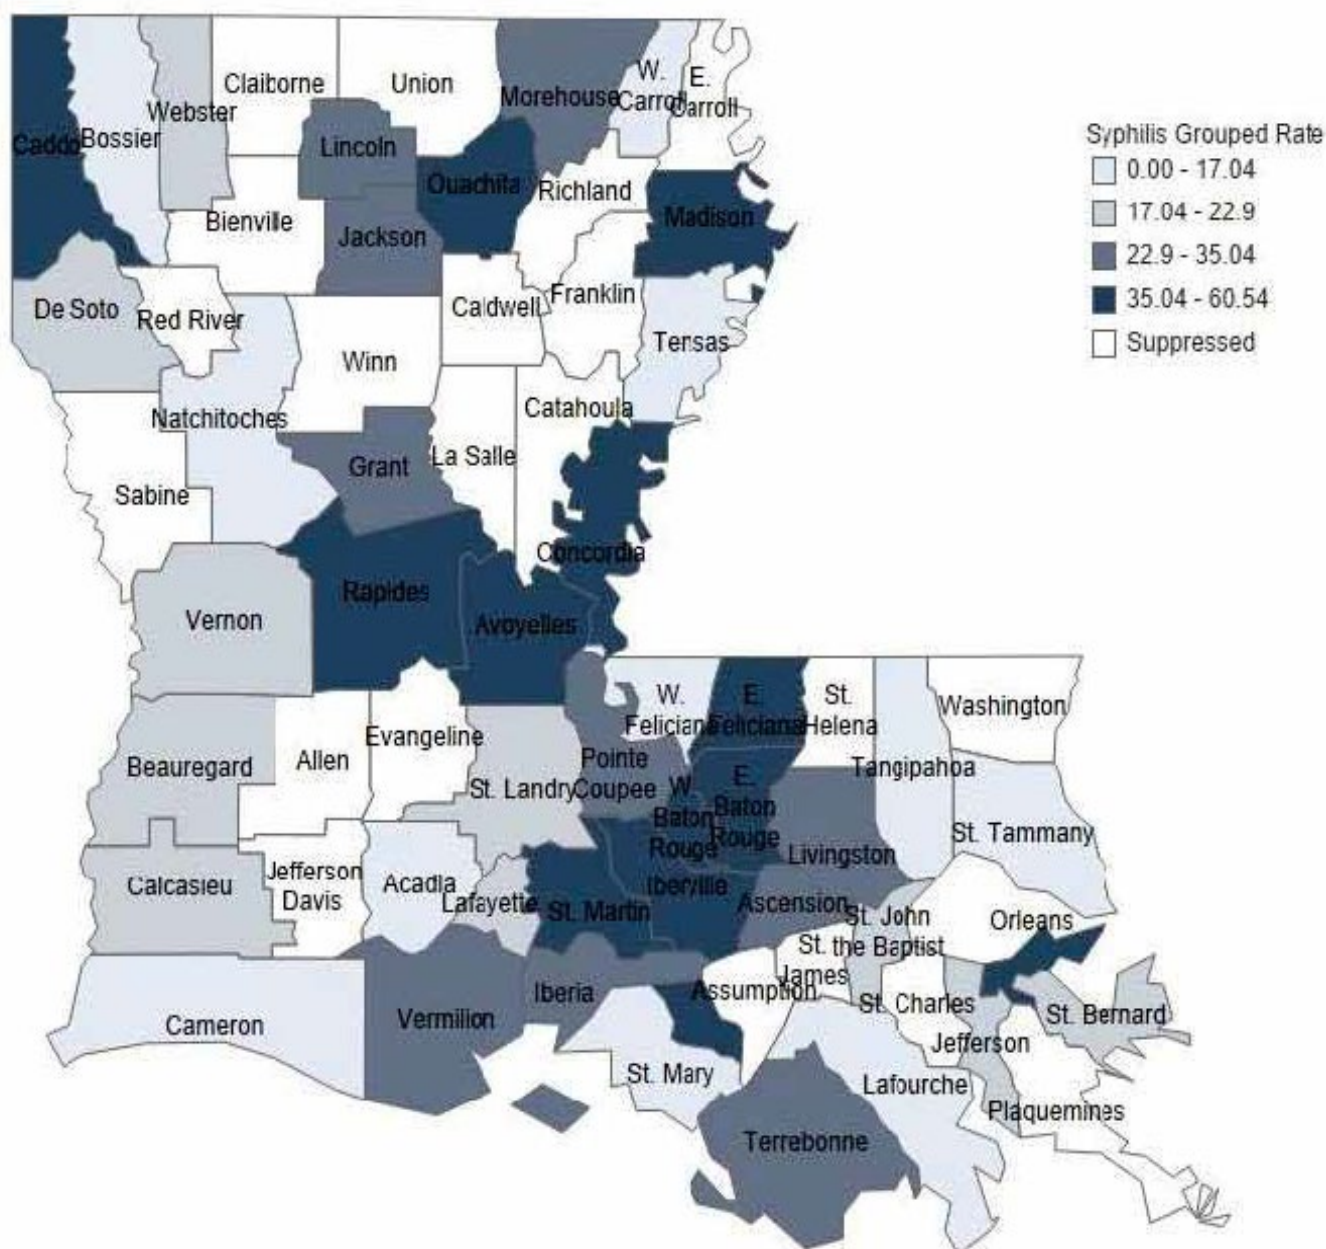 Claiborne
Union
Morehouse
W.
Carroll
E.
Carroll
Webster
Caddo
Bossier
Lincoln
Ouachita
Richland
Madison
Bienville
Jackson
De Soto
Red River
Caldwell
Franklin
Winn
Tensas
Natchitoches
Catahoula
Grant
La Salle
Sabine
Concordia
Rapides
Vernon
Avoyelles
W.
Feliciana
E.
Feliciana
St.
Helena
Washington
Evangeline
Beauregard
Allen
St. Landry
Pointe
Coupee
W.
Baton
Rouge
E.
Baton
Rouge
Tangipahoa
St. Tammany
Livingston
Calcasieu
Jefferson
Davis
Acadia
Lafayette
St. Martin
Iberville
Ascension
St. John
the Baptist
Orleans
St.
James
Assumption
St. Charles
Iberia
Vermilion
Cameron
St. Bernard
Jefferson
St. Mary
Lafourche
Plaquemines
Terrebonne
Syphilis Grouped Rate
0.00 - 17.04
17.04 - 22.9
22.9 - 35.04
35.04 - 60.54
Suppressed